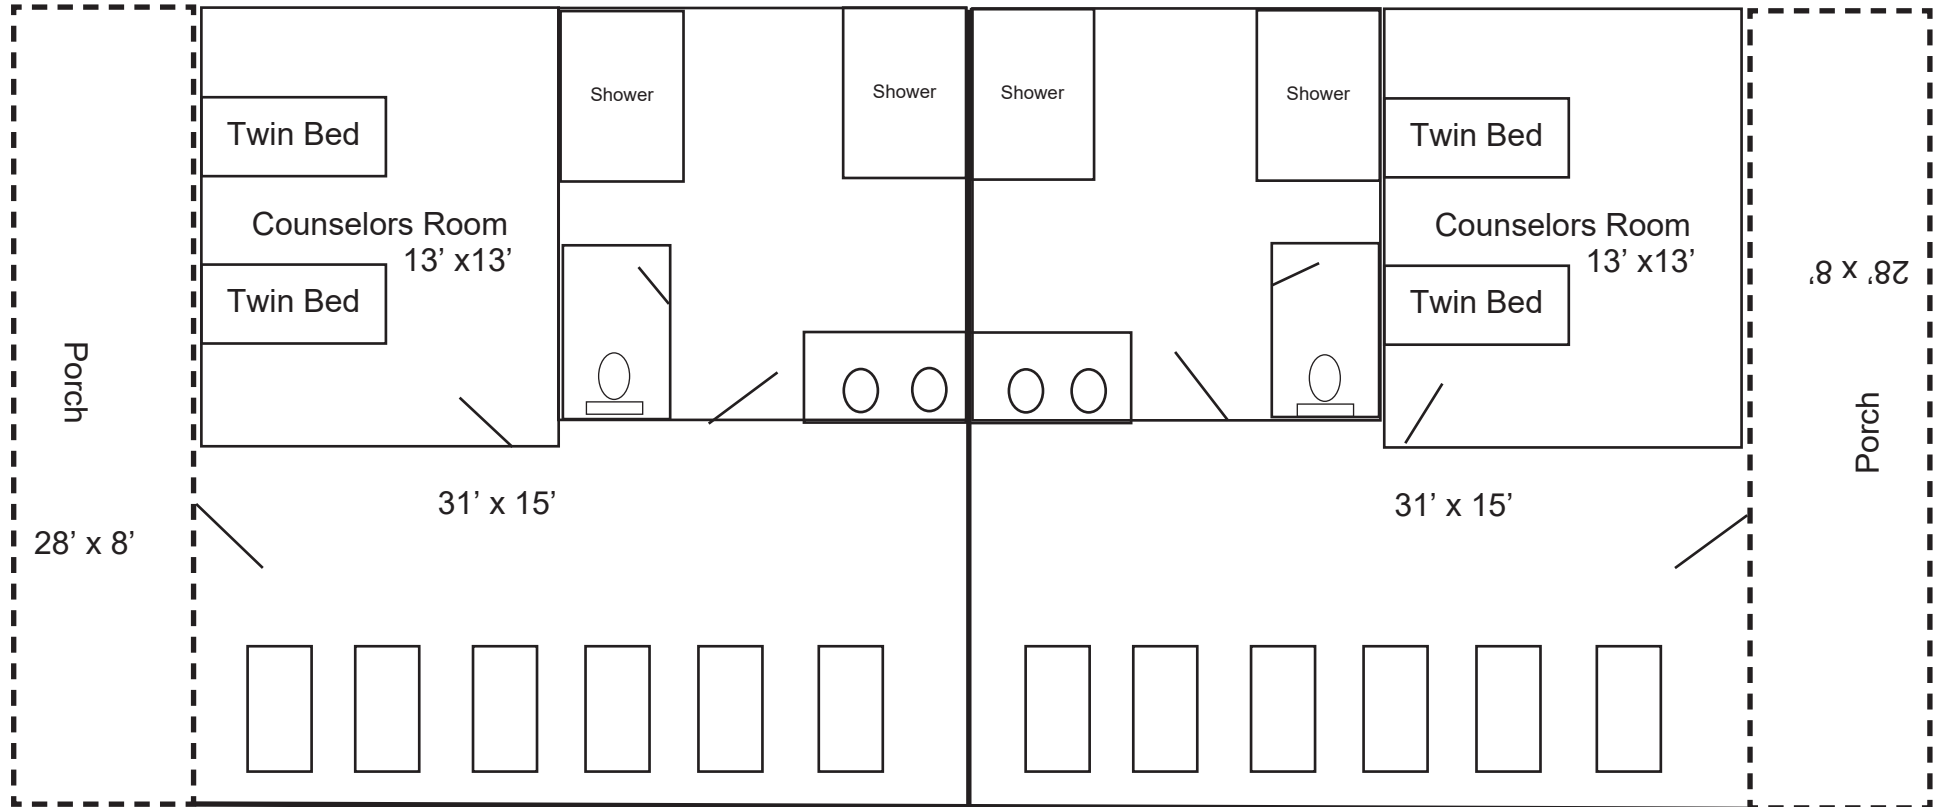 Shower
Shower
Shower
Shower
Twin Bed
Twin Bed
Counselors Room
13’ x13’
Counselors Room
13’ x13’
Twin Bed
Twin Bed
28’ x 8’
Porch
Porch
31’ x 15’
31’ x 15’
28’ x 8’